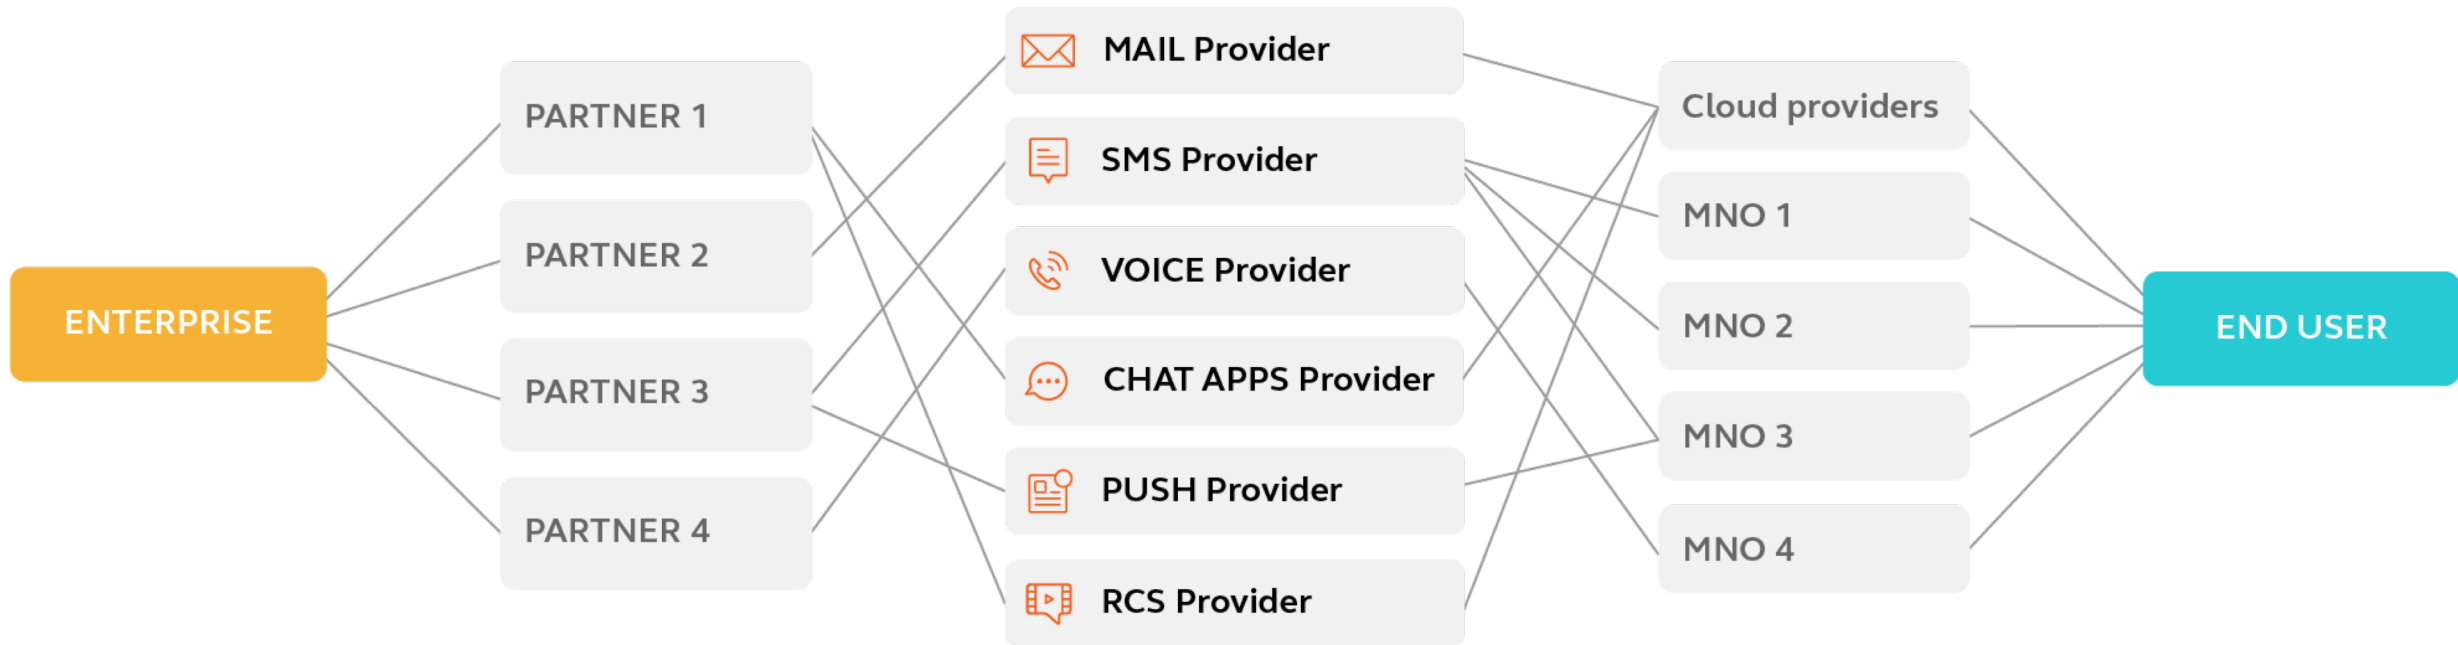 ENTERPRISE
PARTNER 1
PARTNER 2
PARTNER 3
PARTNER 4
MAIL Provider
SMS Provider
VOICE Provider
CHAT APPS Provider
PUSH Provider
RCS Provider
Cloud providers
MNO 1
MNO 2
MNO 3
MNO 4
END USER